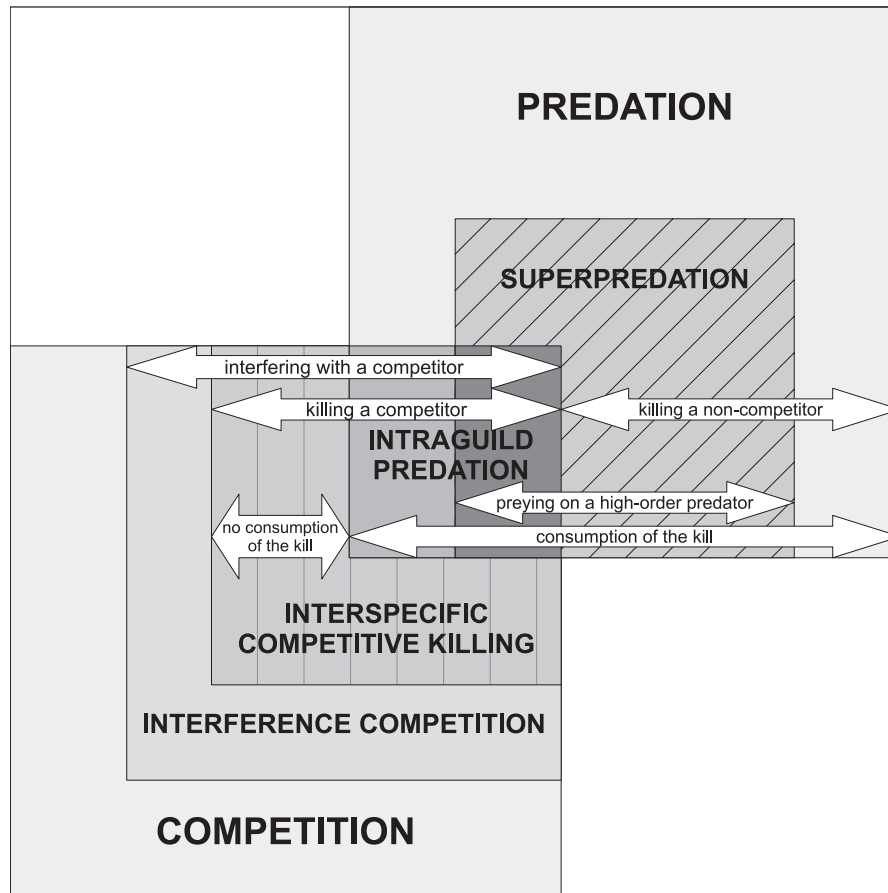 PREDATION
SUPERPREDATION
interfering with a competitor
killing a competitor
killing a non-competitor
INTRAGUILD
PREDATION
preying on a high-order predator
no consumption
of the kill
consumption of the kill
INTERSPECIFIC
COMPETITIVE KILLING
INTERFERENCE COMPETITION
COMPETITION